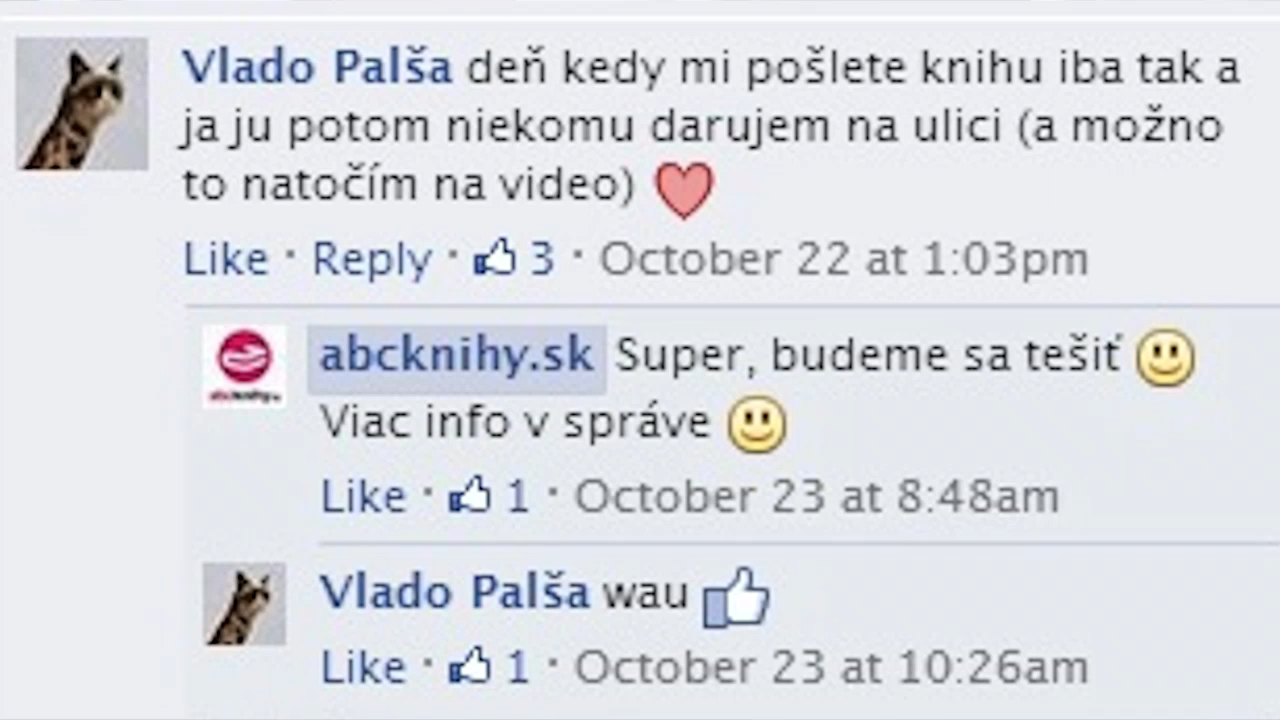 Vlado Palša deň kedy mi pošlete knihu iba tak a
ja ju potom niekomu darujem na ulici (a možno
to natočím na video)
Like · Reply · 3 · October 22 at 1:03pm
abcknihy.sk Super, budeme sa tešiť
Viac info v správe
Like · 1 · October 23 at 8:48am
Vlado Palša wau
Like · 1 · October 23 at 10:26am